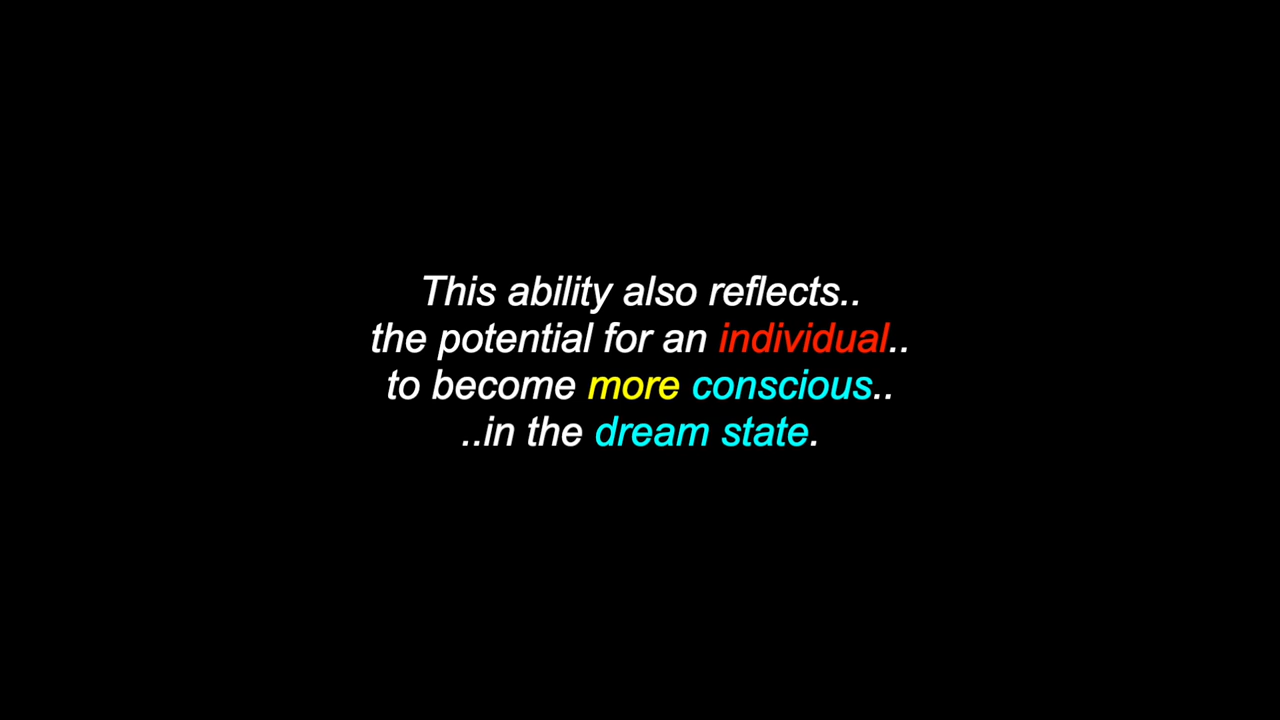 This ability also reflects..
the potential for an individual..
to become more conscious..
..in the dream state.